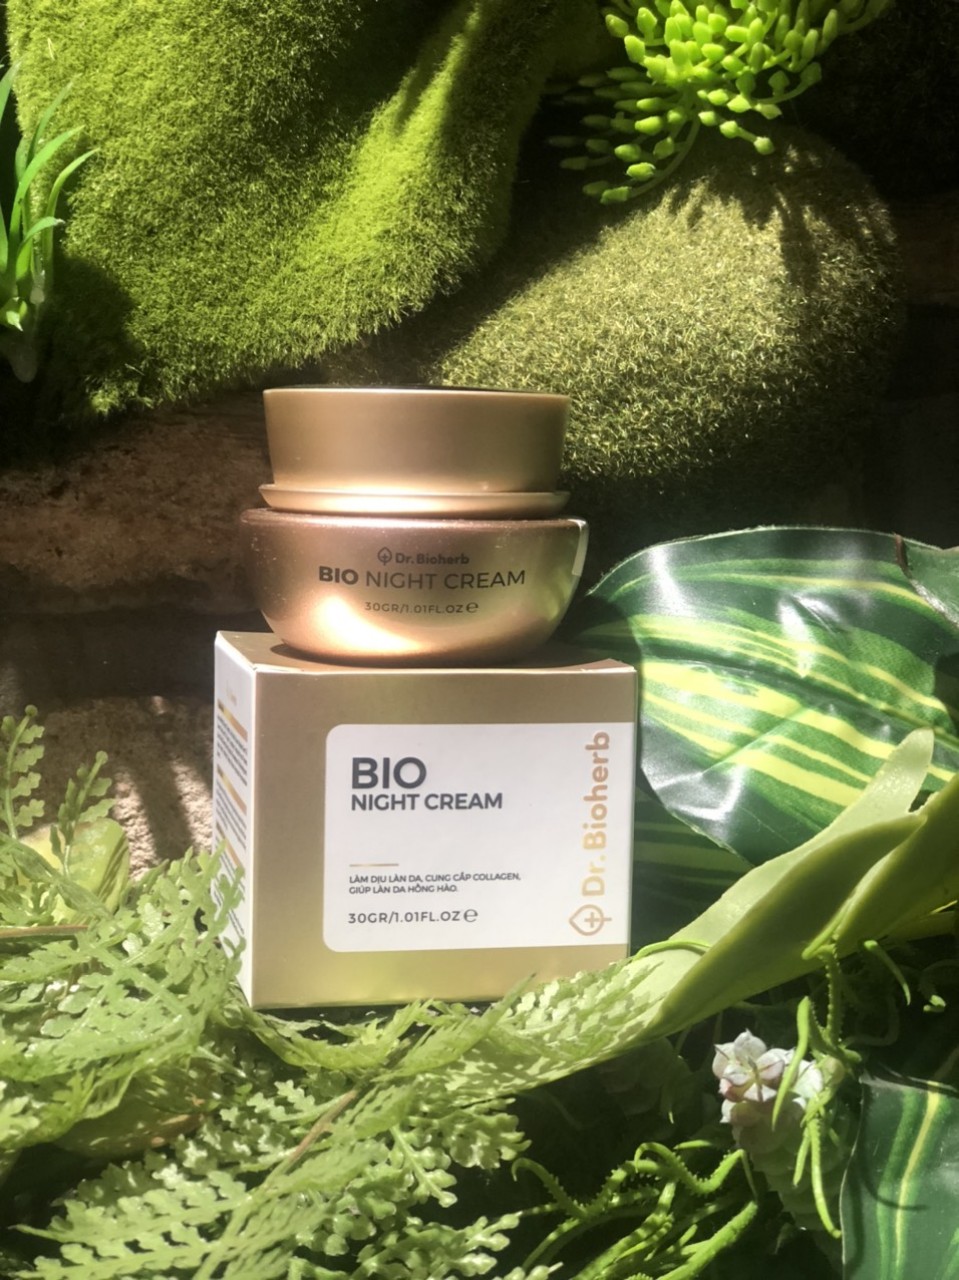 Dr.Bioherb
BIO NIGHT CREAM
30GR/1.01FL.OZ℮
BIO
NIGHT CREAM
LÀM DỊU LÀN DA, CUNG CẤP COLLAGEN,
GIÚP LÀN DA HỒNG HÀO.
30GR/1.01FL.OZ℮
Dr.Bioherb